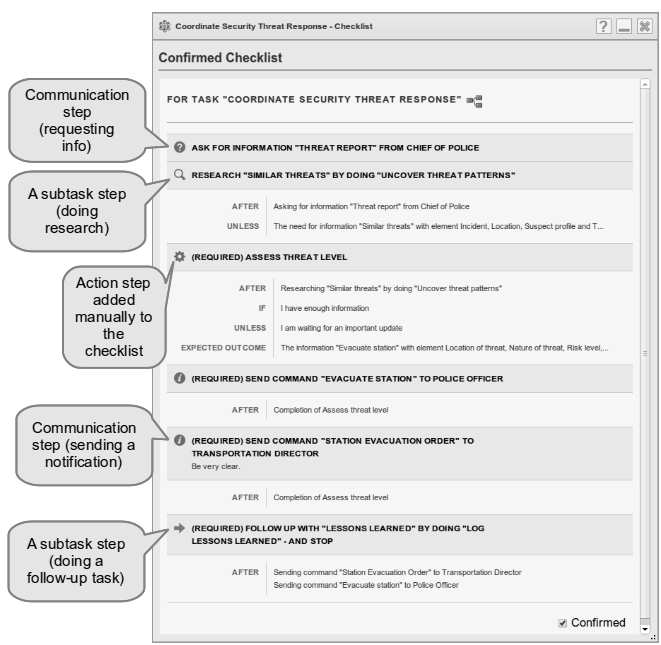 Coordinate Security Threat Response - Checklist
?
Confirmed Checklist
FOR TASK "COORDINATE SECURITY THREAT RESPONSE"
Communication
step
(requesting
info)
? ASK FOR INFORMATION "THREAT REPORT" FROM CHIEF OF POLICE
RESEARCH "SIMILAR THREATS" BY DOING "UNCOVER THREAT PATTERNS"
A subtask step
(doing
research)
AFTER Asking for information "Threat report" from Chief of Police
UNLESS The need for information "Similar threats" with element Incident, Location, Suspect profile and T...
(REQUIRED) ASSESS THREAT LEVEL
Action step
added
manually to
the
checklist
AFTER Researching "Similar threats" by doing "Uncover threat patterns"
IF I have enough information
UNLESS I am waiting for an important update
EXPECTED OUTCOME The information "Evacuate station" with element Location of threat, Nature of threat, Risk level,...
i (REQUIRED) SEND COMMAND "EVACUATE STATION" TO POLICE OFFICER
AFTER Completion of Assess threat level
Communication
step (sending a
notification)
i (REQUIRED) SEND COMMAND "STATION EVACUATION ORDER" TO
TRANSPORTATION DIRECTOR
Be very clear.
AFTER Completion of Assess threat level
A subtask step
(doing a
follow-up task)
(REQUIRED) FOLLOW UP WITH "LESSONS LEARNED" BY DOING "LOG
LESSONS LEARNED" - AND STOP
AFTER Sending command "Station Evacuation Order" to Transportation Director
Sending command "Evacuate station" to Police Officer
Confirmed